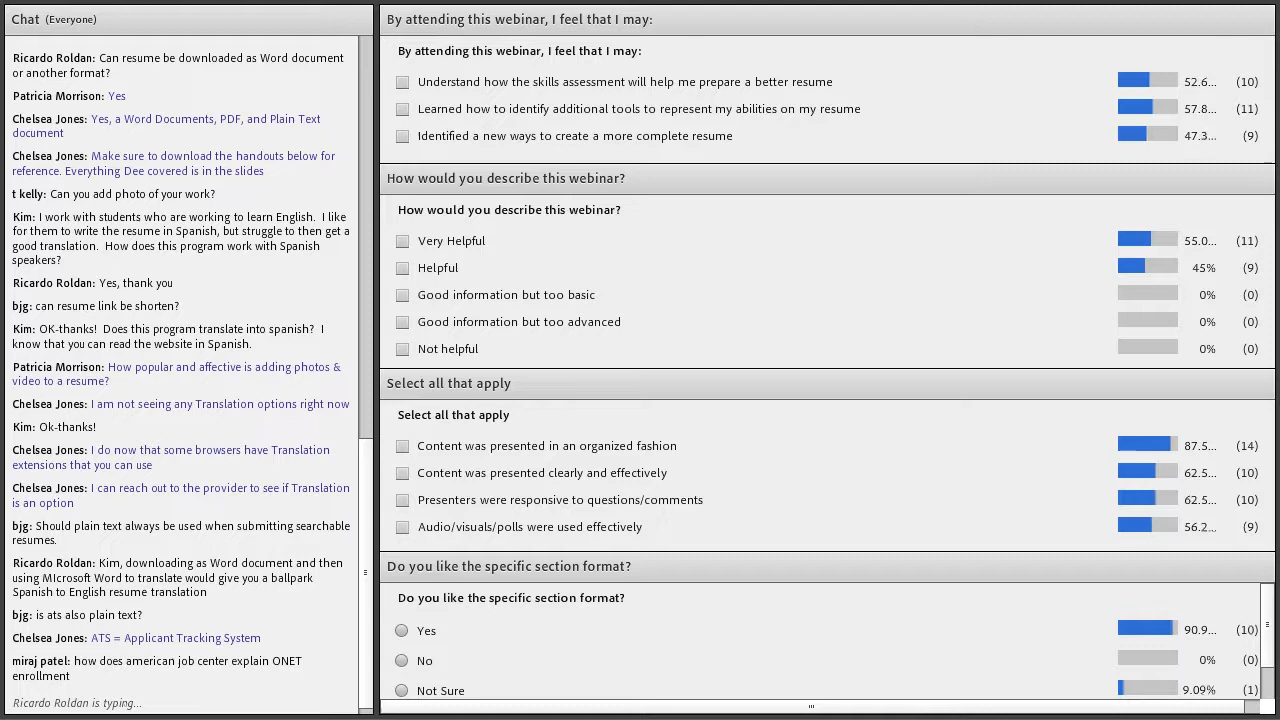 Chat (Everyone)
Ricardo Roldan: Can resume be downloaded as Word document
or another format?
Patricia Morrison: Yes
Chelsea Jones: Yes, a Word Documents, PDF, and Plain Text
document
Chelsea Jones: Make sure to download the handouts below for
reference. Everything Dee covered is in the slides
t kelly: Can you add photo of your work?
Kim: I work with students who are working to learn English. I like
for them to write the resume in Spanish, but struggle to then get a
good translation. How does this program work with Spanish
speakers?
Ricardo Roldan: Yes, thank you
bjg: can resume link be shorten?
Kim: OK-thanks! Does this program translate into spanish? I
know that you can read the website in Spanish.
Patricia Morrison: How popular and affective is adding photos &
video to a resume?
Chelsea Jones: I am not seeing any Translation options right now
Kim: Ok-thanks!
Chelsea Jones: I do now that some browsers have Translation
extensions that you can use
Chelsea Jones: I can reach out to the provider to see if Translation
is an option
bjg: Should plain text always be used when submitting searchable
resumes.
Ricardo Roldan: Kim, downloading as Word document and then
using MIcrosoft Word to translate would give you a ballpark
Spanish to English resume translation
bjg: is ats also plain text?
Chelsea Jones: ATS = Applicant Tracking System
miraj patel: how does american job center explain ONET
enrollment
Ricardo Roldan is typing...
By attending this webinar, I feel that I may:
By attending this webinar, I feel that I may:
Understand how the skills assessment will help me prepare a better resume 52.6... (10)
Learned how to identify additional tools to represent my abilities on my resume 57.8... (11)
Identified a new ways to create a more complete resume 47.3... (9)
How would you describe this webinar?
How would you describe this webinar?
Very Helpful 55.0... (11)
Helpful 45% (9)
Good information but too basic 0% (0)
Good information but too advanced 0% (0)
Not helpful 0% (0)
Select all that apply
Select all that apply
Content was presented in an organized fashion 87.5... (14)
Content was presented clearly and effectively 62.5... (10)
Presenters were responsive to questions/comments 62.5... (10)
Audio/visuals/polls were used effectively 56.2... (9)
Do you like the specific section format?
Do you like the specific section format?
Yes 90.9... (10)
No 0% (0)
Not Sure 9.09% (1)